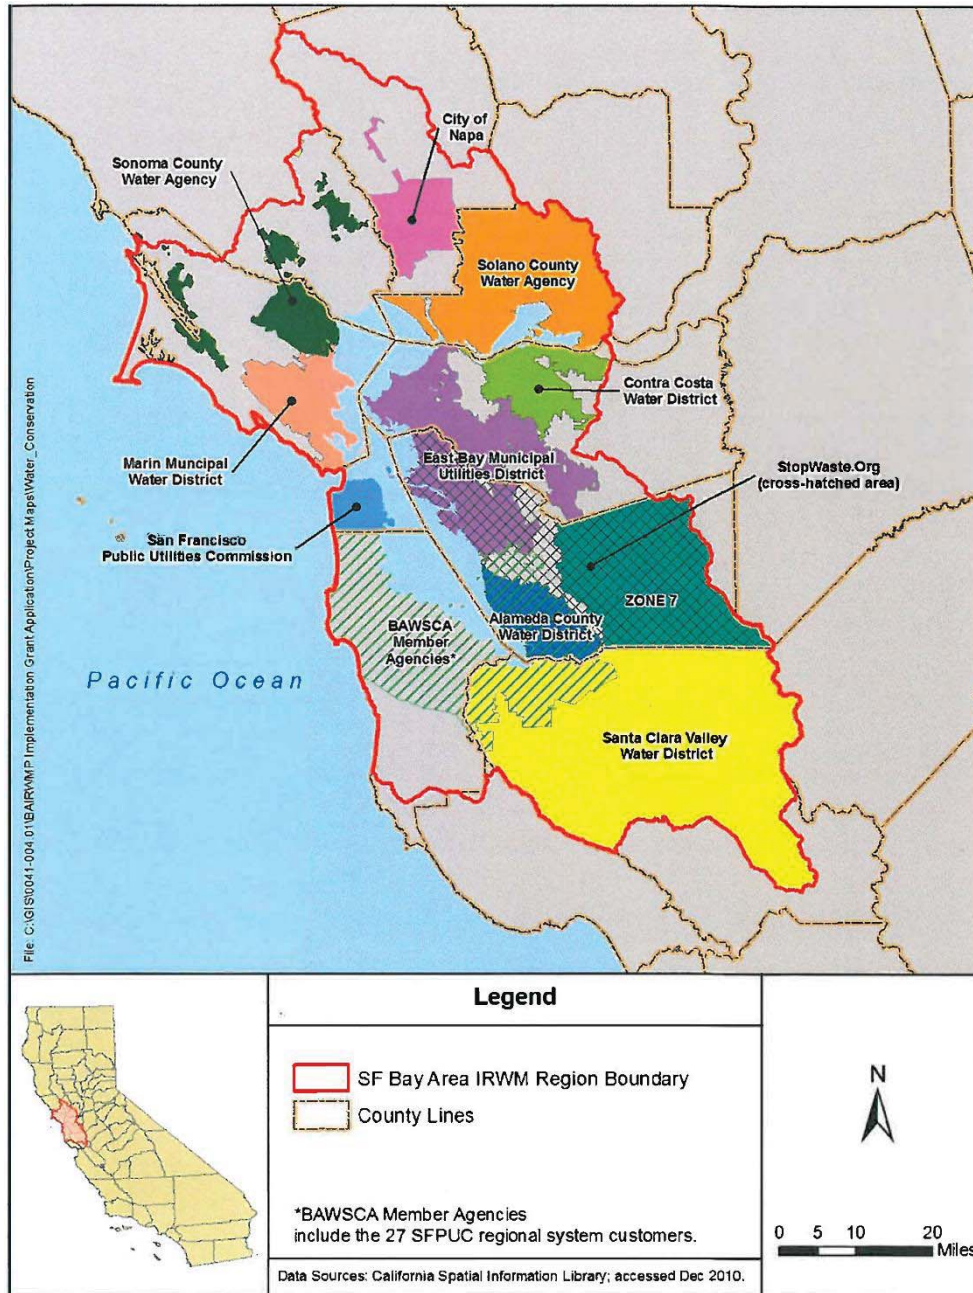 City of
Napa
Sonoma County
Water Agency
Solano County
Water Agency
Contra Costa
Water District
Marin Muncipal
Water District
East Bay Municipal
Utilities District
StopWaste.Org
(cross-hatched area)
San Francisco
Public Utilities Commission
ZONE 7
BAWSCA
Member
Agencies*
Alameda County
Water District
Pacific Ocean
Santa Clara Valley
Water District
File: C:\GIS\0041-004.01\BAIRWMP Implementation Grant Application\Project Maps\Water_Conservation
Legend
SF Bay Area IRWM Region Boundary
County Lines
*BAWSCA Member Agencies
include the 27 SFPUC regional system customers.
Data Sources: California Spatial Information Library; accessed Dec 2010.
N
0 5 10 20
Miles